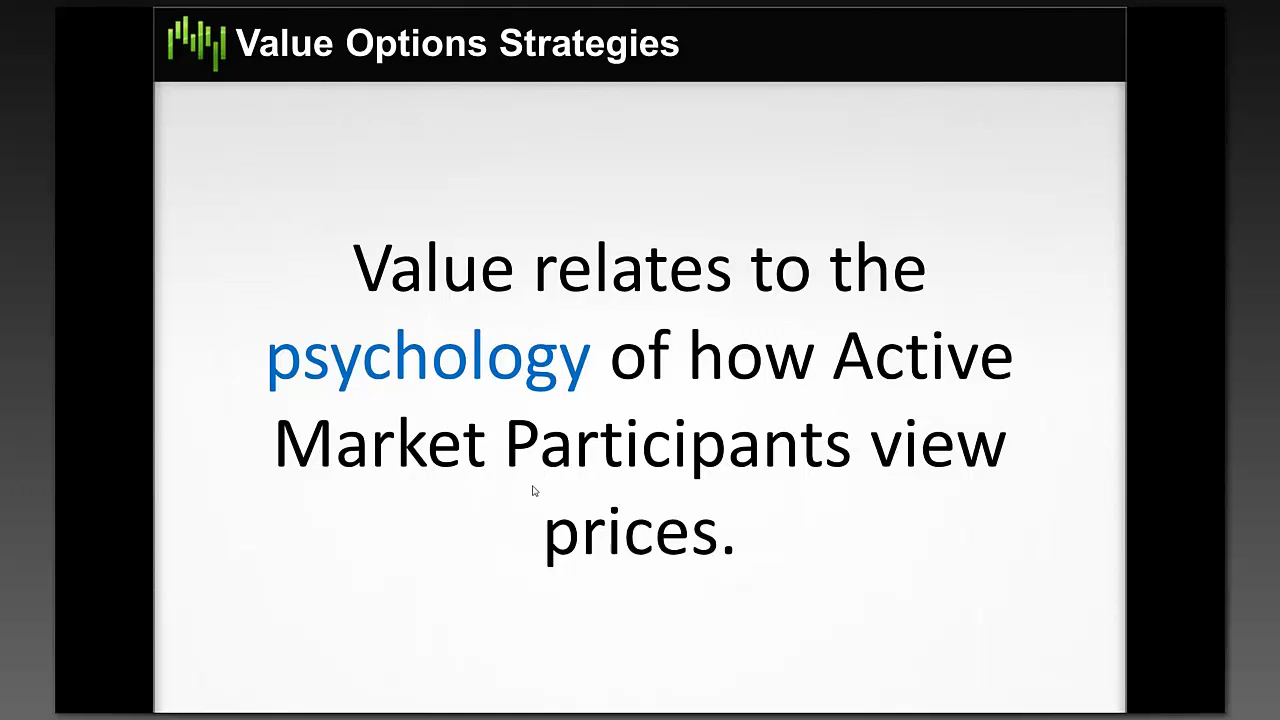 Value Options Strategies
Value relates to the
psychology of how Active
Market Participants view
prices.